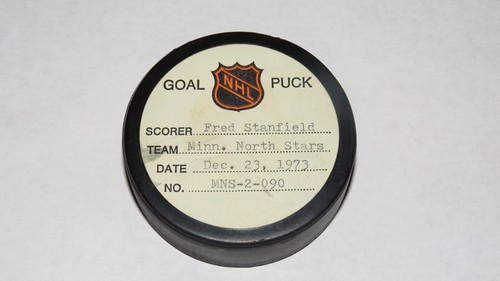 GOAL NHL PUCK
SCORER Fred Stanfield
TEAM Minn. North Stars
DATE Dec. 23, 1973
NO. MNS-2-090